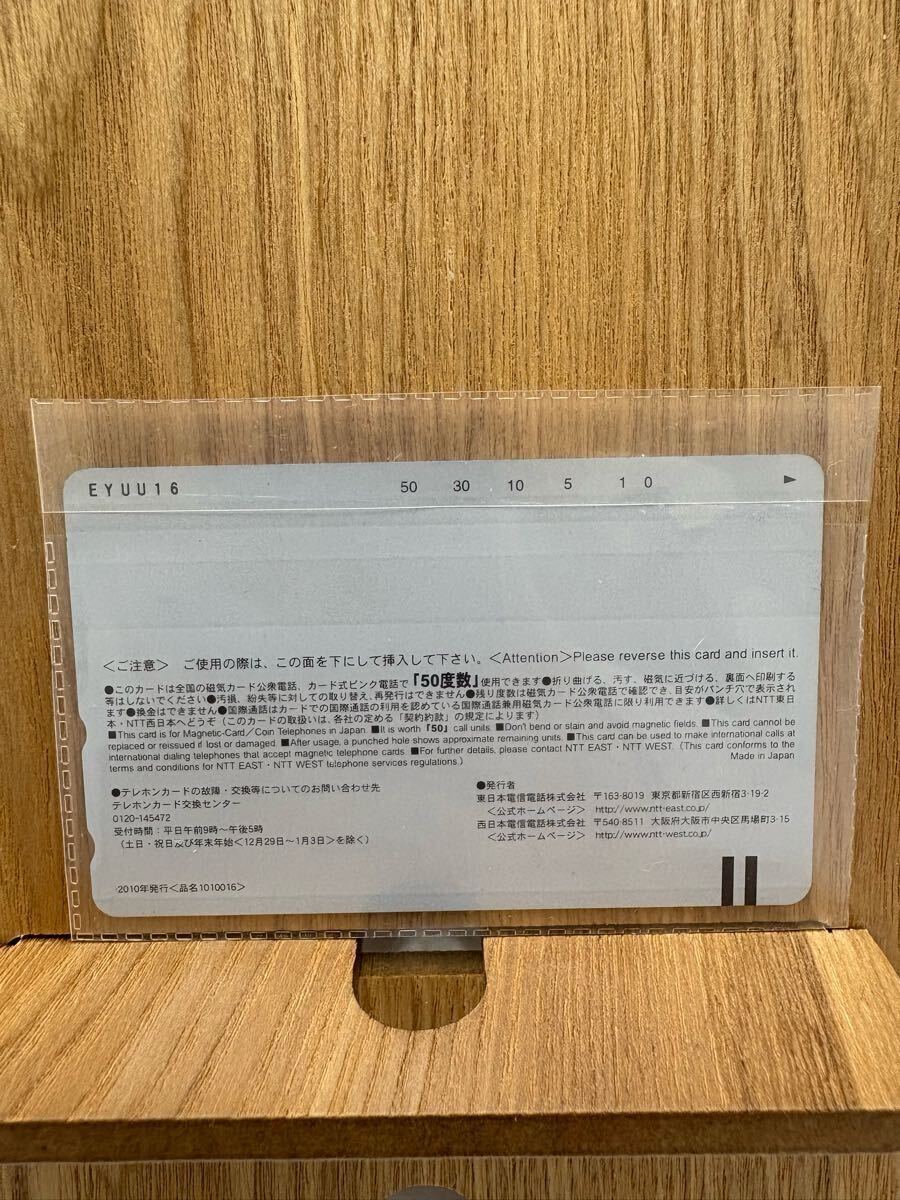 EYUU16 50 30 10 5 1 0 ►
＜ご注意＞ ご使用の際は、この面を下にして挿入して下さい。＜Attention＞Please reverse this card and insert it.
●このカードは全国の磁気カード公衆電話、カード式ピンク電話で「50度数」使用できます●折り曲げる、汚す、磁気に近づける、裏面へ印刷する
等はしないでください●汚損、紛失等に対しての取り替え、再発行はできません●残り度数は磁気カード公衆電話で確認でき、目安がパンチ穴で表示され
ます●換金はできません●国際通話はカードでの国際通話の利用を認めている国際通話兼用磁気カード公衆電話に限り利用できます●詳しくはNTT東日
本・NTT西日本へどうぞ（このカードの取扱いは、各社の定める「契約約款」の規定によります）
■This card is for Magnetic-Card／Coin Telephones in Japan. ■It is worth「50」call units. ■Don't bend or stain and avoid magnetic fields. ■This card cannot be
replaced or reissued if lost or damaged. ■After usage, a punched hole shows approximate remaining units. ■This card can be used to make international calls at
international dialing telephones that accept magnetic telephone cards. ■For further details, please contact NTT EAST・NTT WEST.（This card conforms to the
terms and conditions for NTT EAST・NTT WEST telephone services regulations.） Made in Japan
●テレホンカードの故障・交換等についてのお問い合わせ先
テレホンカード交換センター
0120-145472
受付時間：平日午前9時～午後5時
（土日・祝日及び年末年始＜12月29日～1月3日＞を除く）
●発行者
東日本電信電話株式会社 〒163-8019 東京都新宿区西新宿3-19-2
＜公式ホームページ＞ http://www.ntt-east.co.jp/
西日本電信電話株式会社 〒540-8511 大阪府大阪市中央区馬場町3-15
＜公式ホームページ＞ http://www.ntt-west.co.jp/
2010年発行＜品名1010016＞